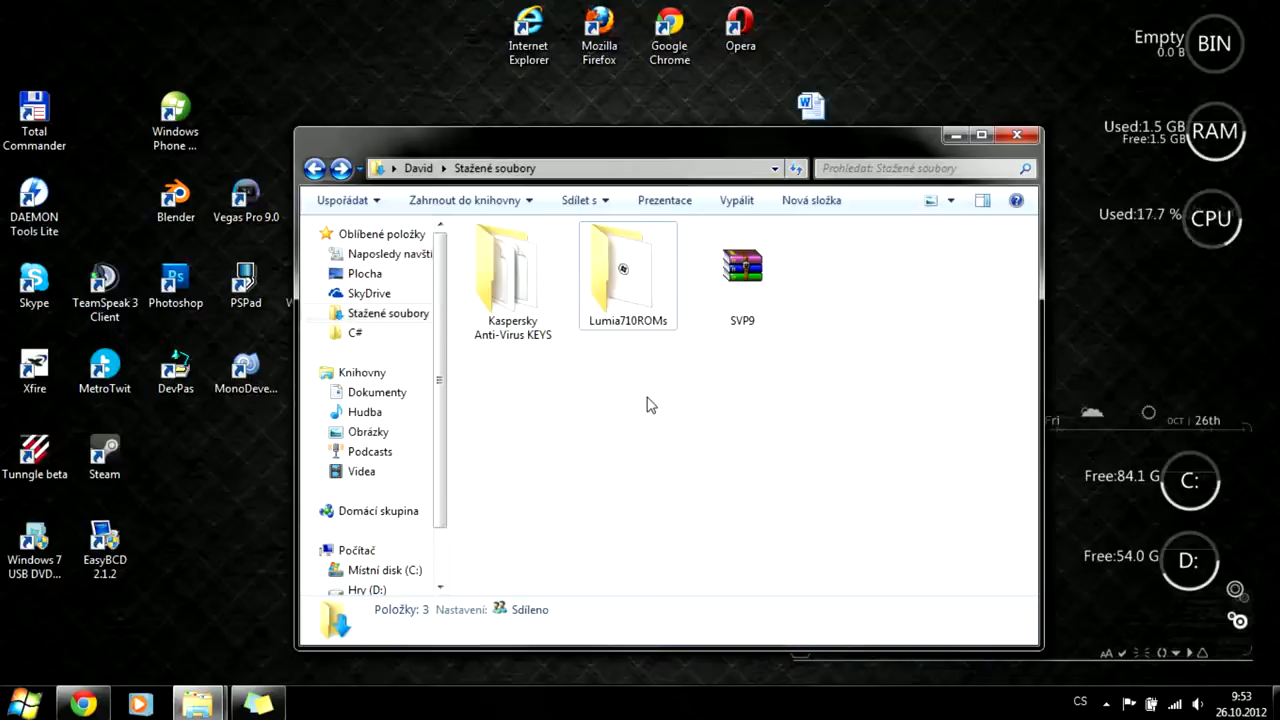 Internet
Explorer
Mozilla
Firefox
Google
Chrome
Opera
Empty
0.0 B
BIN
Total
Commander
Windows
Phone ...
Used:1.5 GB
Free:1.5 GB
RAM
David
Stažené soubory
Prohledat: Stažené soubory
Uspořádat
Zahrnout do knihovny
Sdílet s
Prezentace
Vypálit
Nová složka
DAEMON
Tools Lite
Blender
Vegas Pro 9.0
Used:17.7 %
CPU
Oblíbené položky
Naposledy navští
Plocha
SkyDrive
Stažené soubory
C#
Kaspersky
Anti-Virus KEYS
Lumia710ROMs
SVP9
Skype
TeamSpeak 3
Client
Photoshop
PSPad
W
Knihovny
Dokumenty
Hudba
Obrázky
Podcasts
Videa
Xfire
MetroTwit
DevPas
MonoDeve...
Fri
OCT
26th
Tunngle beta
Steam
Free:84.1 G
C:
Domácí skupina
Počítač
Místní disk (C:)
Hry (D:)
Windows 7
USB DVD...
EasyBCD
2.1.2
Free:54.0 G
D:
Položky: 3
Nastavení:
Sdíleno
AA
CS
9:53
26.10.2012